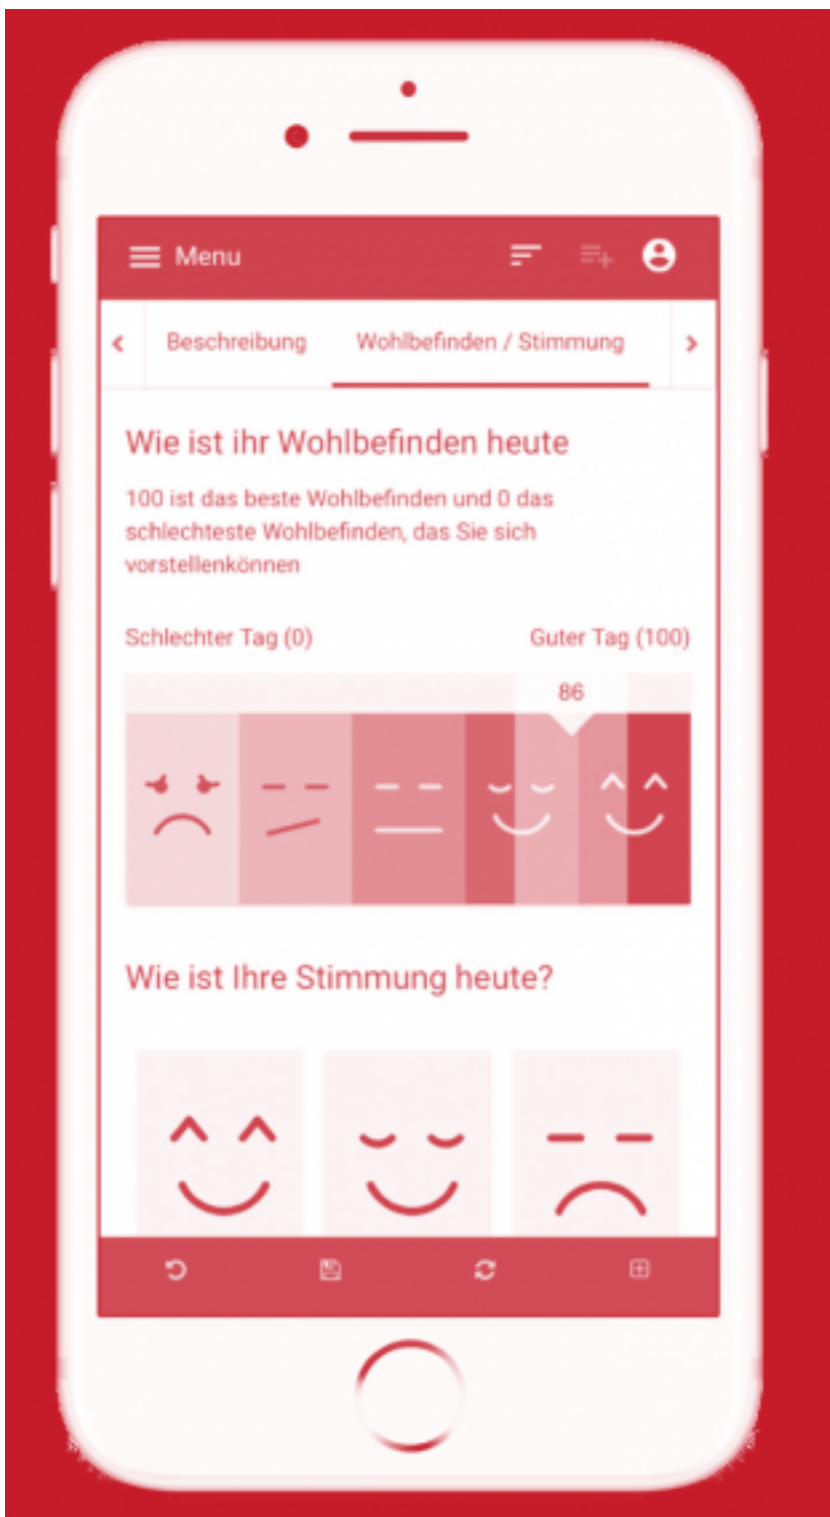 Menu
Beschreibung Wohlbefinden / Stimmung
Wie ist ihr Wohlbefinden heute
100 ist das beste Wohlbefinden und 0 das
schlechteste Wohlbefinden, das Sie sich
vorstellenkönnen
Schlechter Tag (0) Guter Tag (100)
86
Wie ist Ihre Stimmung heute?